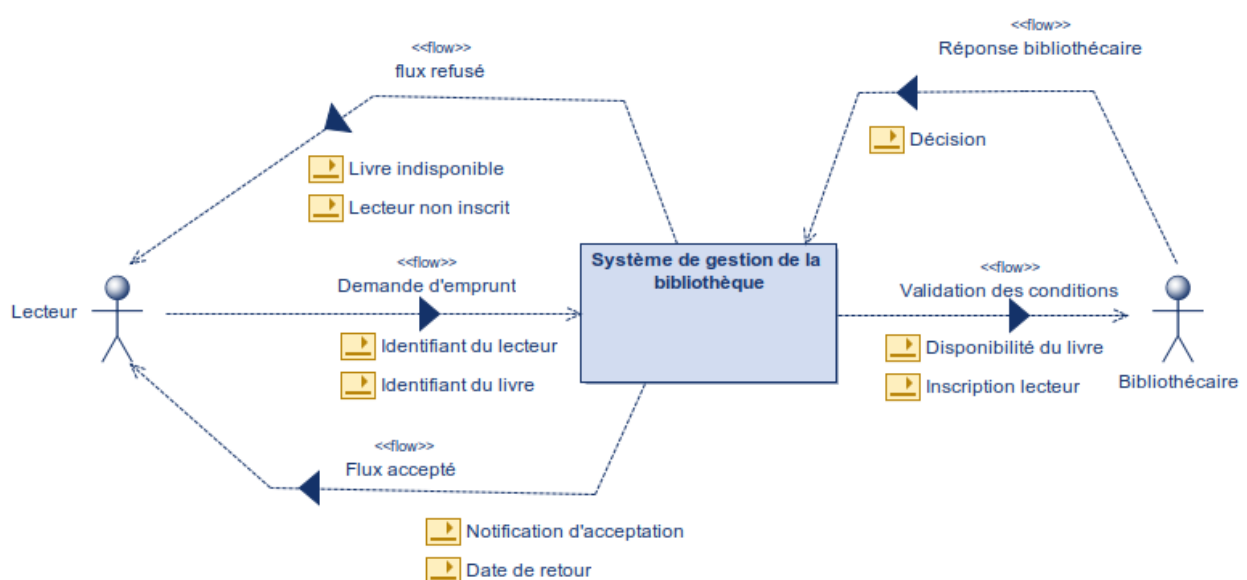 <<flow>>
Réponse bibliothécaire
<<flow>>
flux refusé
Décision
Livre indisponible
Lecteur non inscrit
Système de gestion de la
bibliothèque
<<flow>>
Demande d'emprunt
<<flow>>
Validation des conditions
Lecteur
Identifiant du lecteur
Identifiant du livre
Disponibilité du livre
Inscription lecteur
Bibliothécaire
<<flow>>
Flux accepté
Notification d'acceptation
Date de retour